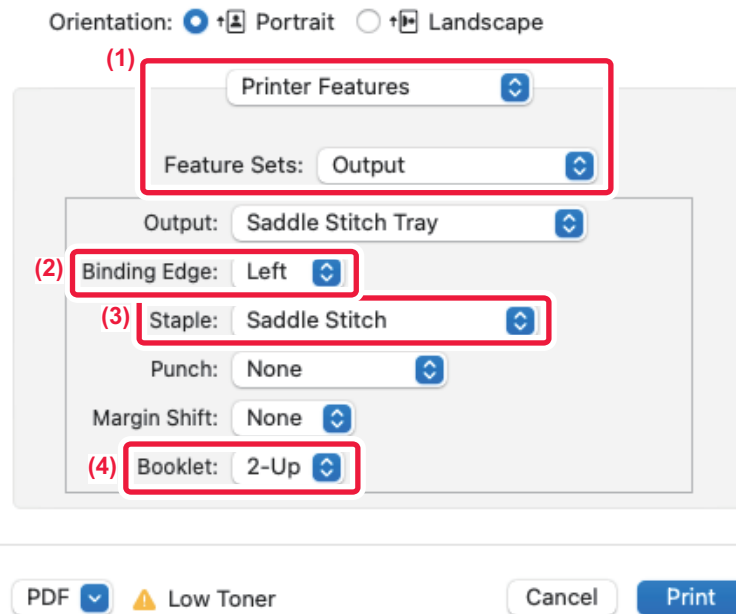 Orientation: Portrait Landscape
(1)
Printer Features
Feature Sets: Output
Output: Saddle Stitch Tray
(2) Binding Edge: Left
(3) Staple: Saddle Stitch
Punch: None
Margin Shift: None
(4) Booklet: 2-Up
PDF Low Toner Cancel Print